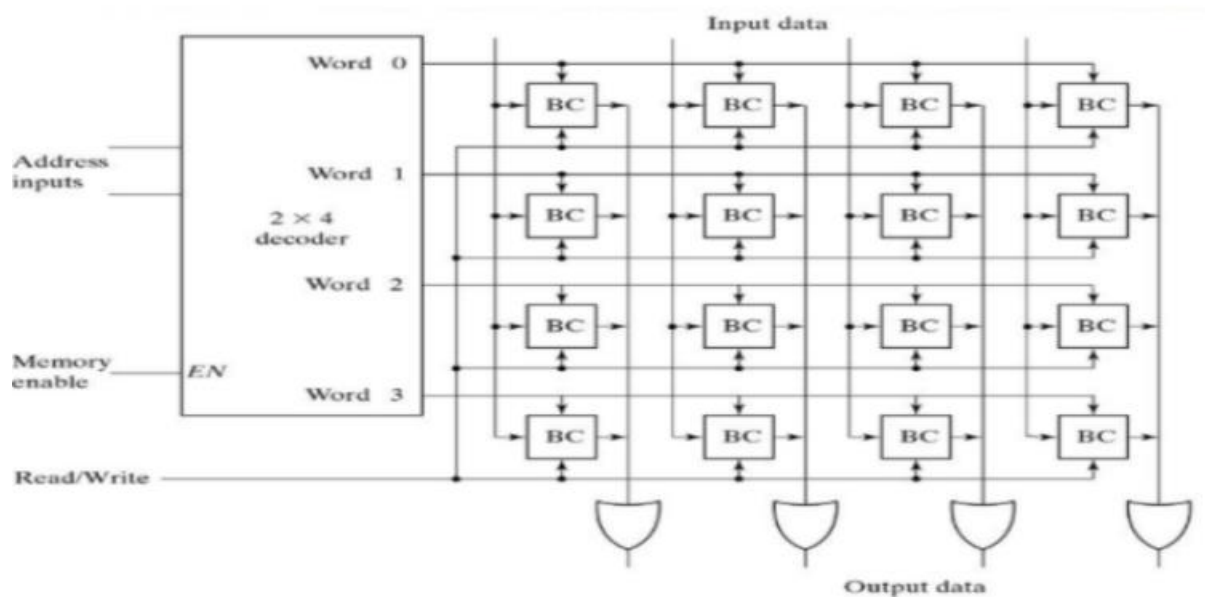 Input data
Word 0
BC BC BC BC
Address
inputs
Word 1
BC BC BC BC
2 × 4
decoder
Word 2
BC BC BC BC
Memory
enable
EN
Word 3
BC BC BC BC
Read/Write
Output data